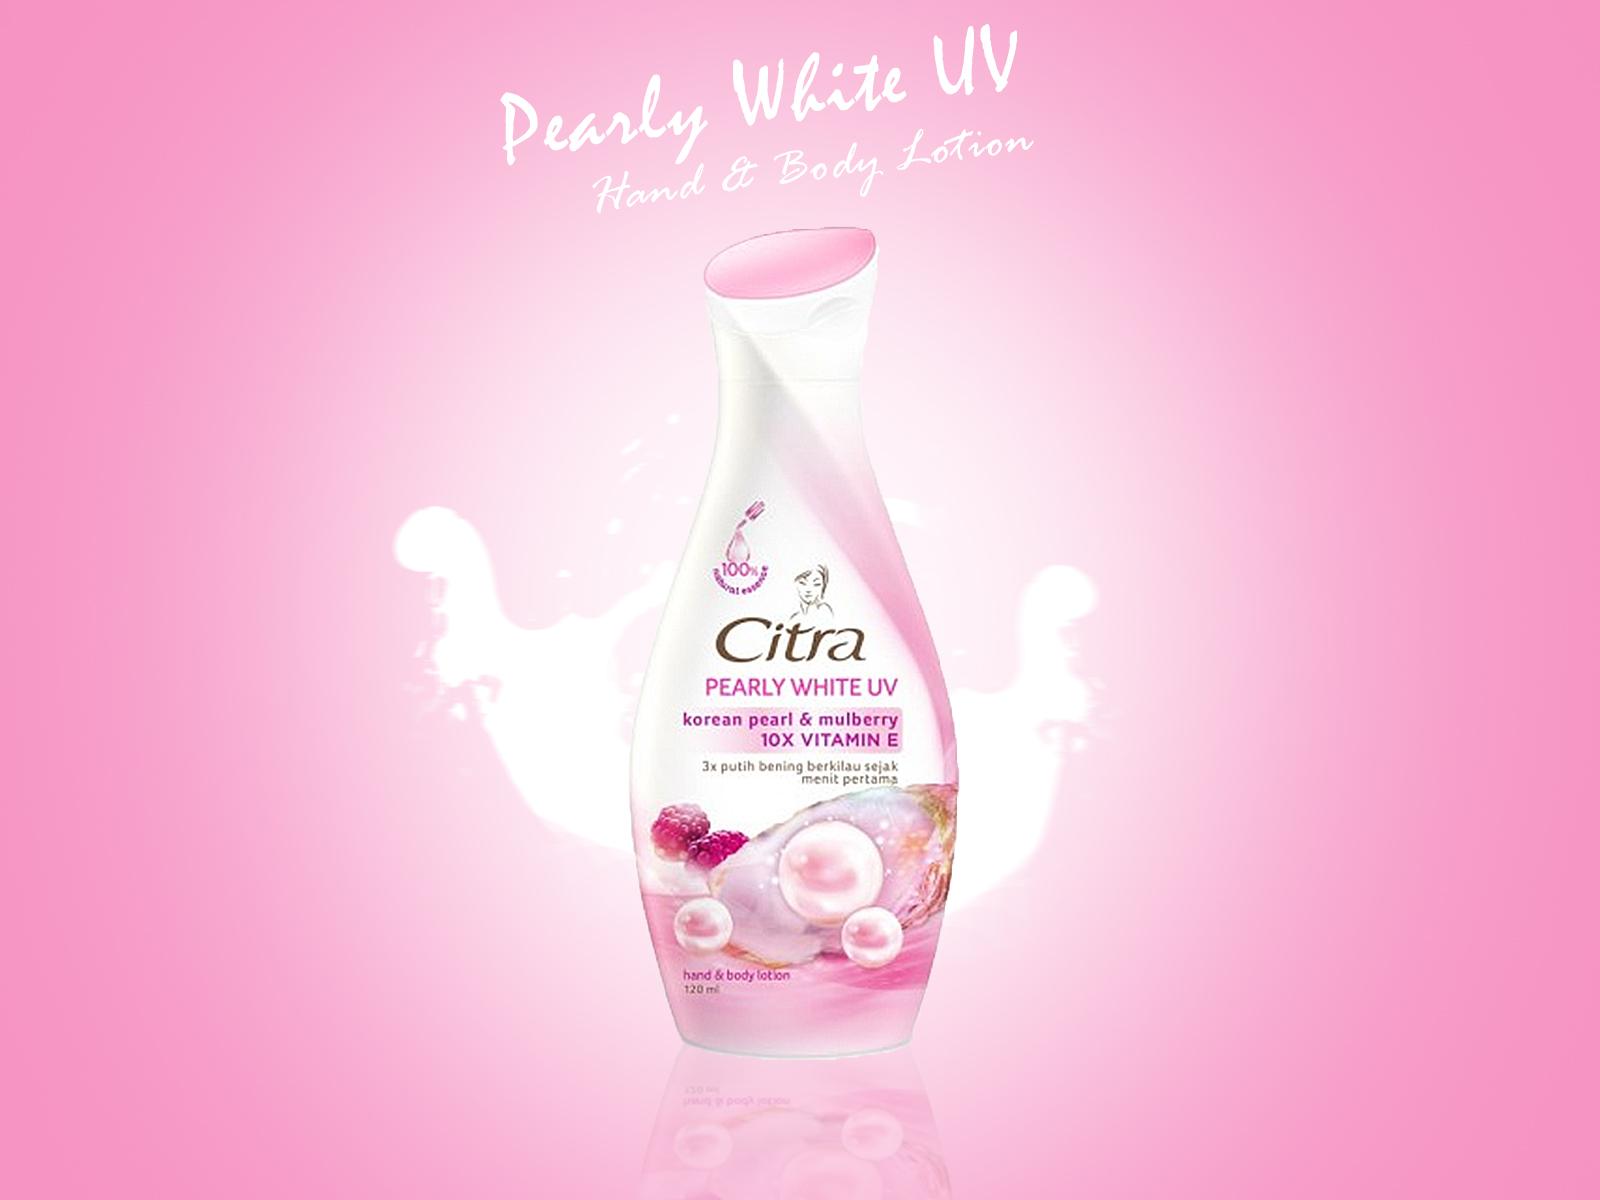 Pearly White UV
Hand & Body Lotion
100%
natural essence
Citra
PEARLY WHITE UV
korean pearl & mulberry
10X VITAMIN E
3x putih bening berkilau sejak
menit pertama
hand & body lotion
120 ml